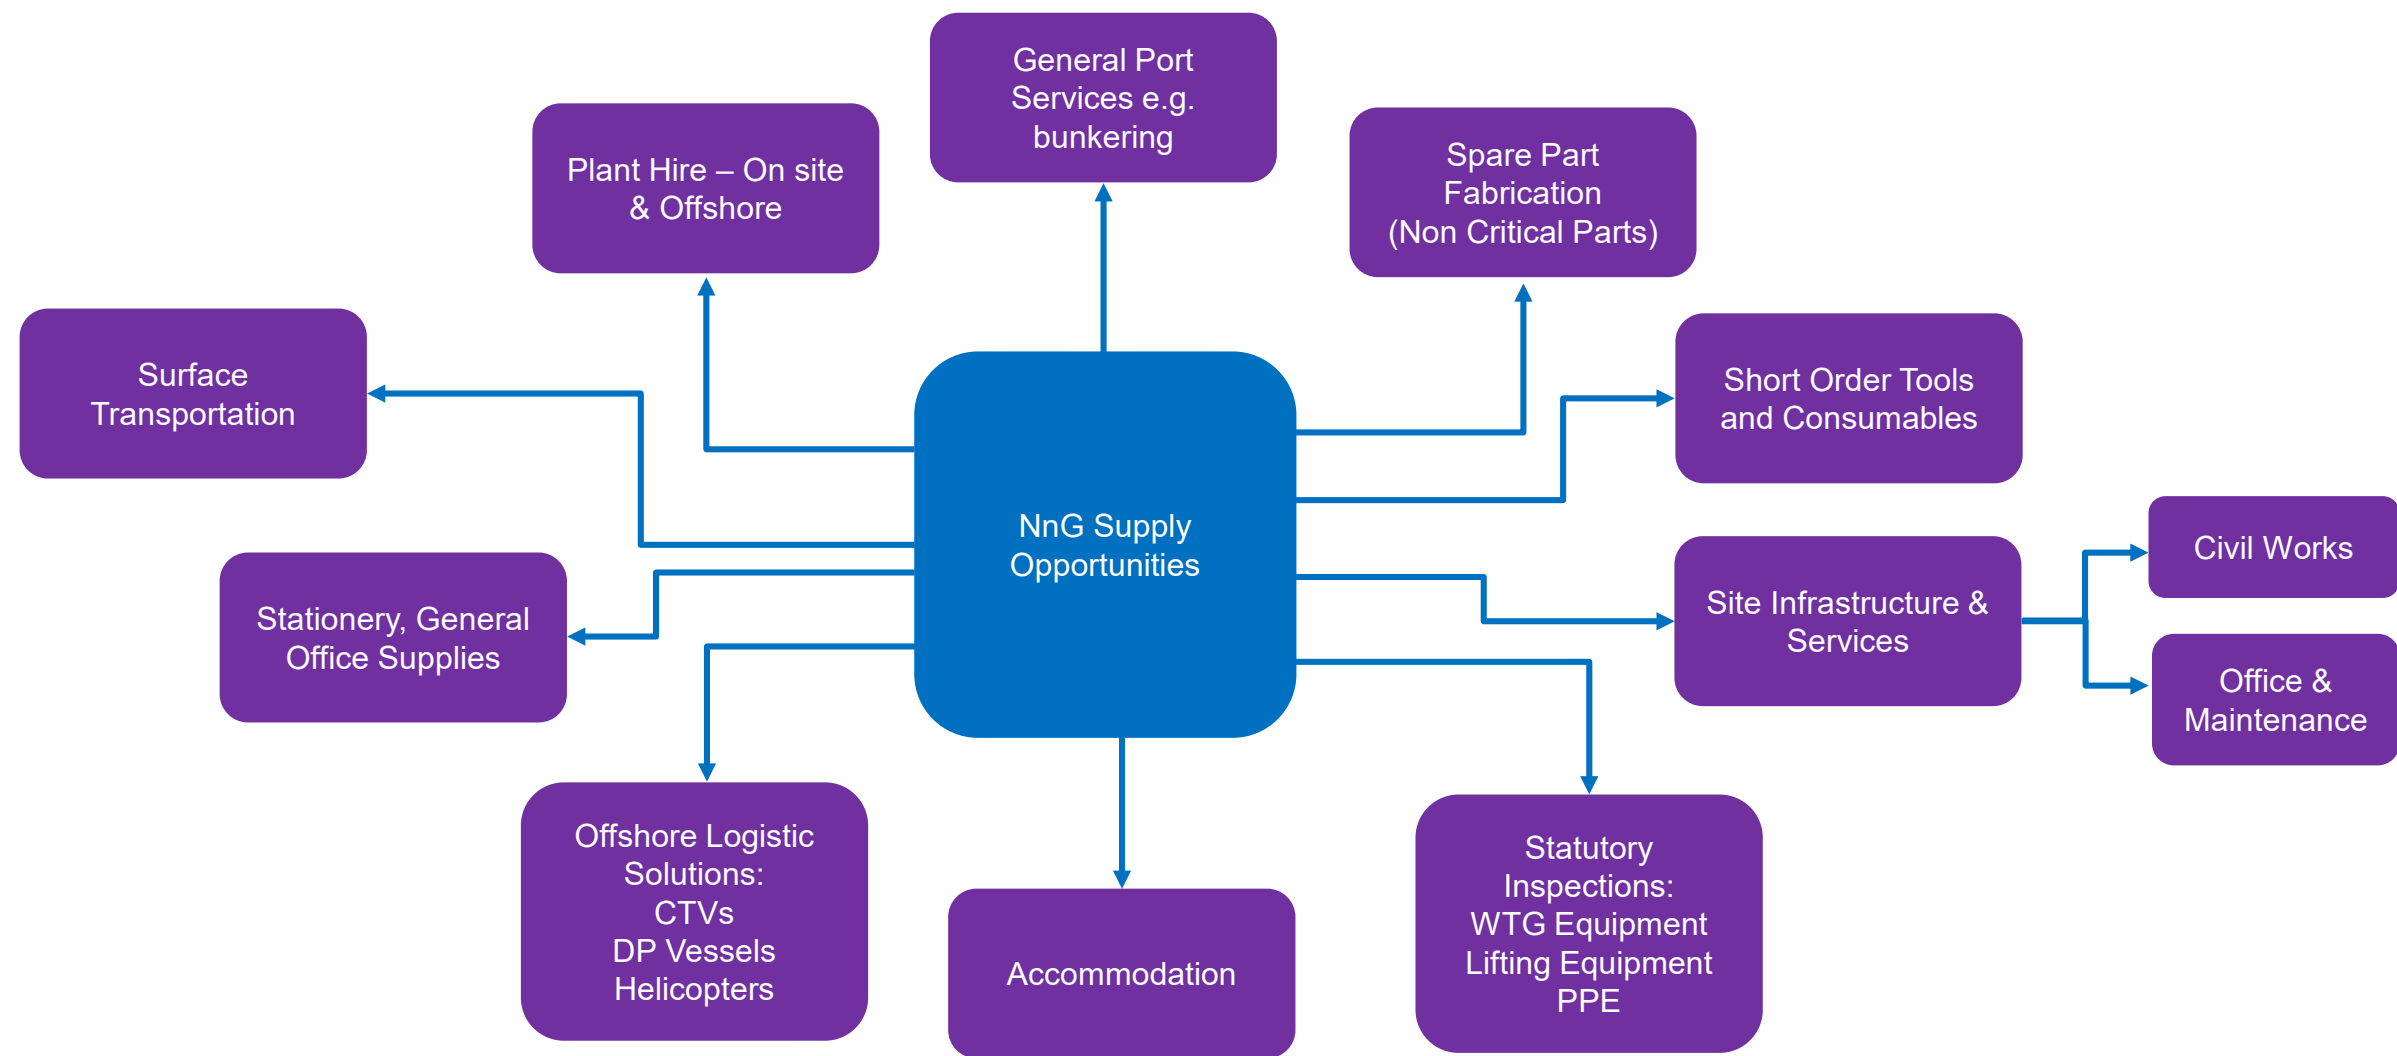 General Port
Services e.g.
bunkering
Plant Hire – On site
& Offshore
Spare Part
Fabrication
(Non Critical Parts)
Surface
Transportation
Short Order Tools
and Consumables
NnG Supply
Opportunities
Civil Works
Site Infrastructure &
Services
Stationery, General
Office Supplies
Office &
Maintenance
Offshore Logistic
Solutions:
CTVs
DP Vessels
Helicopters
Accommodation
Statutory
Inspections:
WTG Equipment
Lifting Equipment
PPE